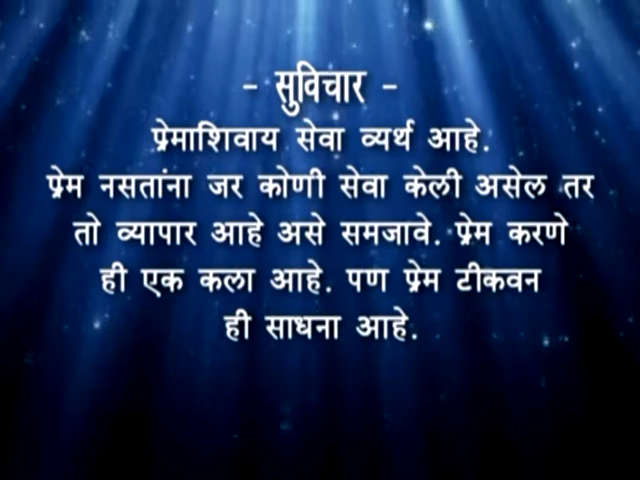 - सुविचार -
प्रेमाशिवाय सेवा व्यर्थ आहे.
प्रेम नसतांना जर कोणी सेवा केली असेल तर
तो व्यापार आहे असे समजावे. प्रेम करणे
ही एक कला आहे. पण प्रेम टीकवन
ही साधना आहे.